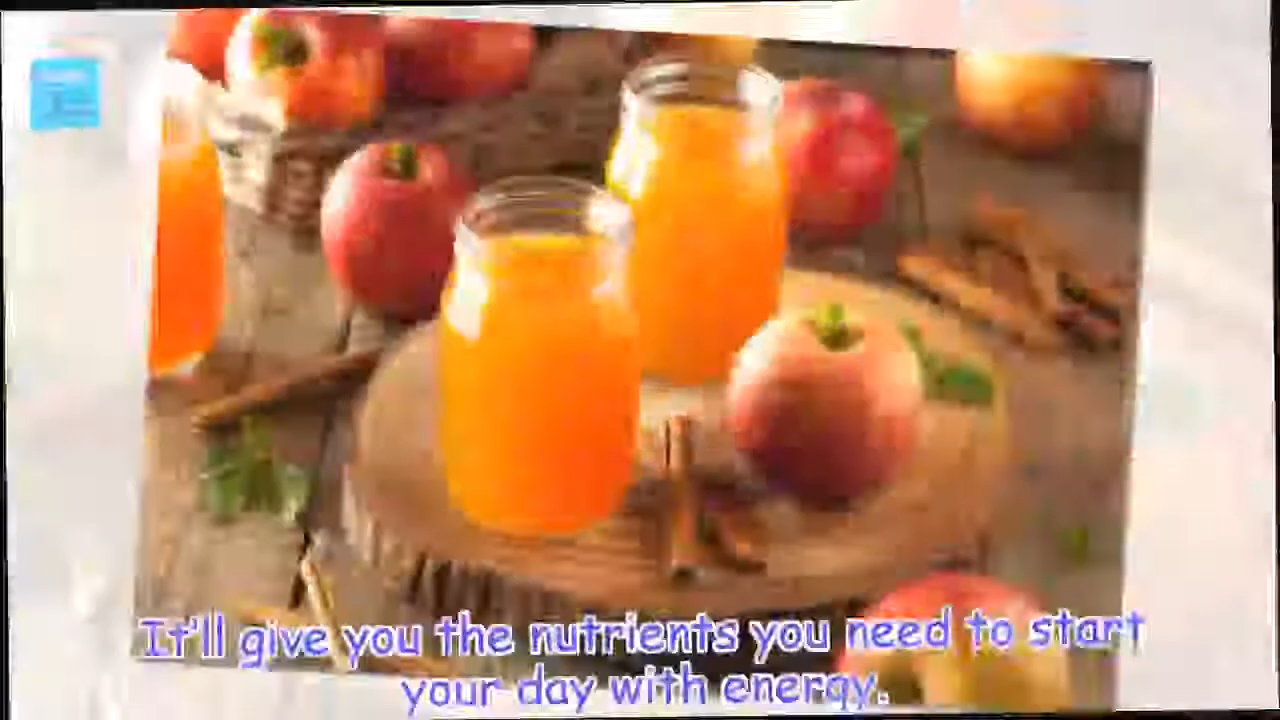 It'll give you the nutrients you need to start
your day with energy.